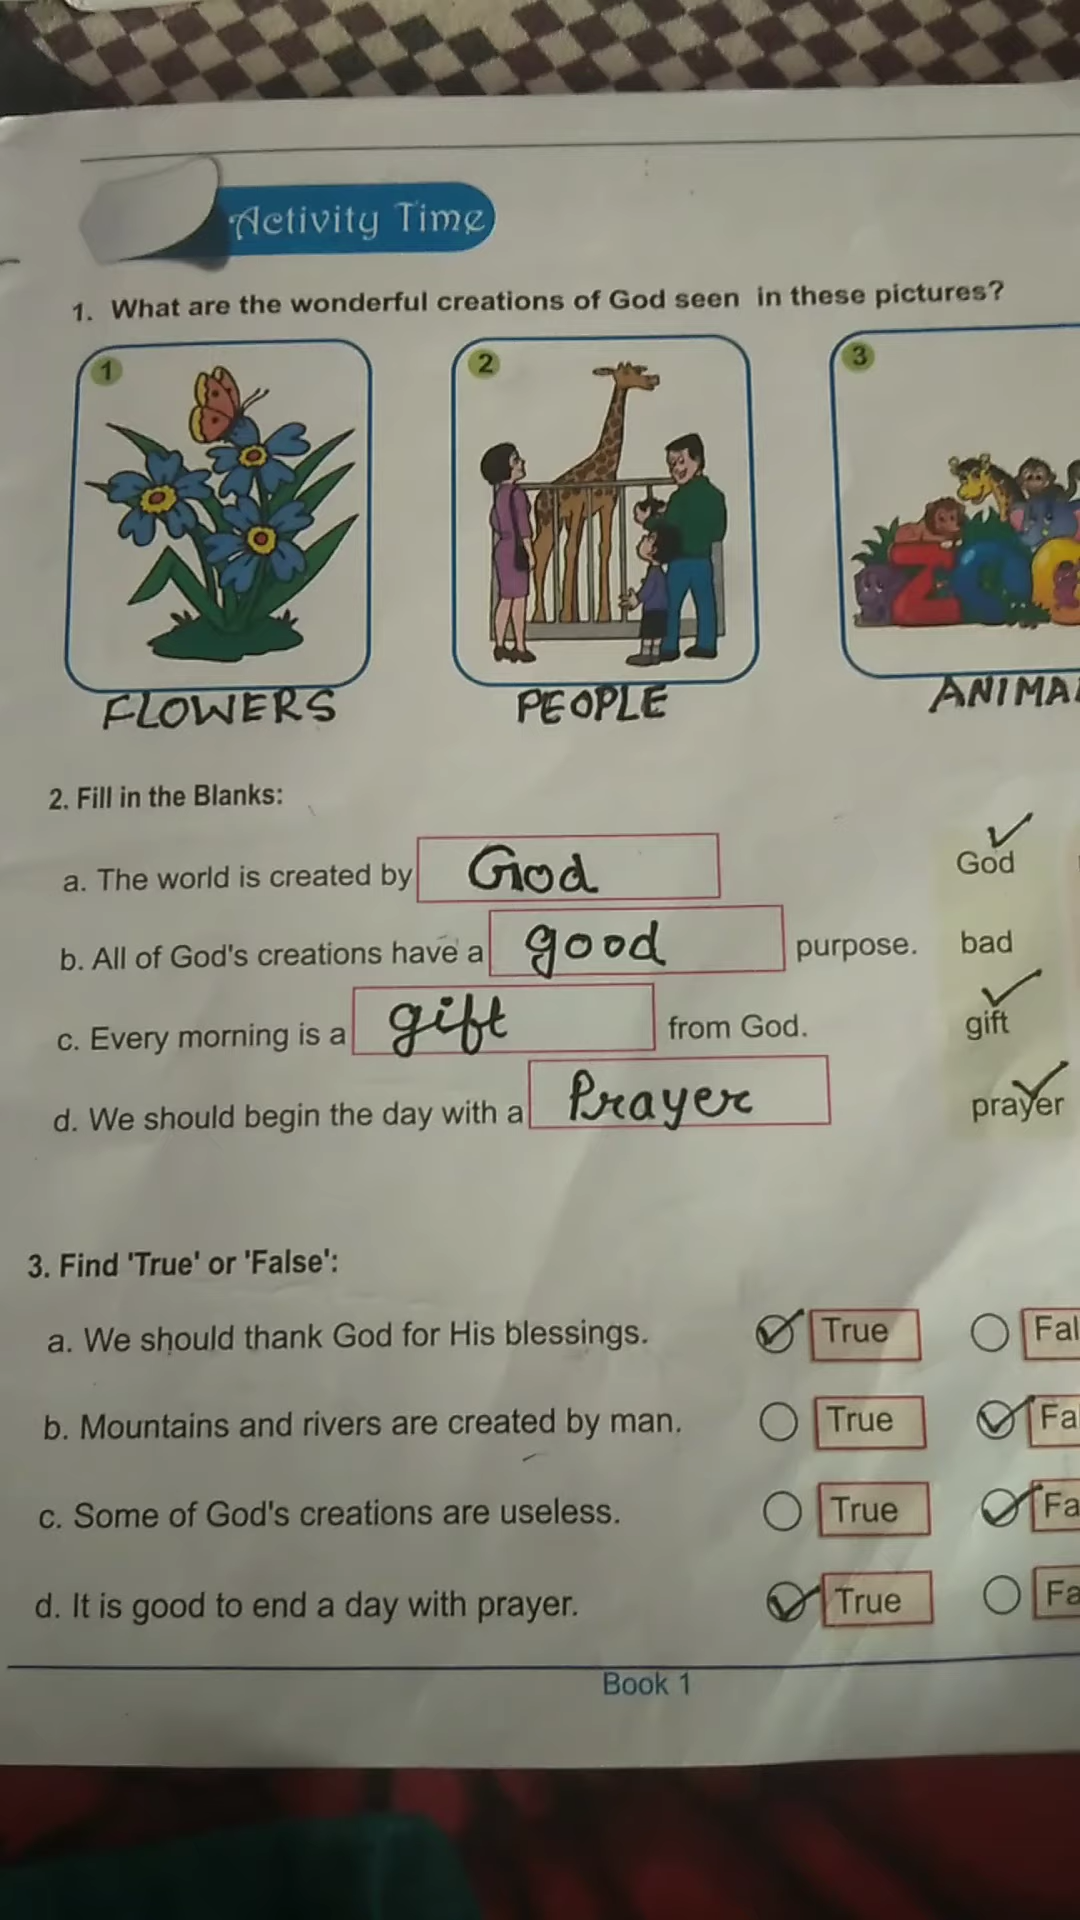 Activity Time
1. What are the wonderful creations of God seen in these pictures?
1 2 3
ZOO
FLOWERS PEOPLE
2. Fill in the Blanks:
a. The world is created by God God
b. All of God's creations have a good purpose. bad
c. Every morning is a gift from God. gift
d. We should begin the day with a Prayer prayer
3. Find 'True' or 'False':
a. We should thank God for His blessings. True
b. Mountains and rivers are created by man. True
c. Some of God's creations are useless. True
d. It is good to end a day with prayer. True
Book 1